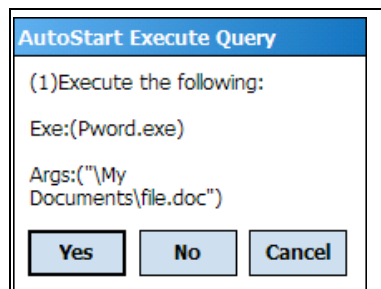 AutoStart Execute Query
(1)Execute the following:
Exe:(Pword.exe)
Args:("\My
Documents\file.doc")
Yes No Cancel